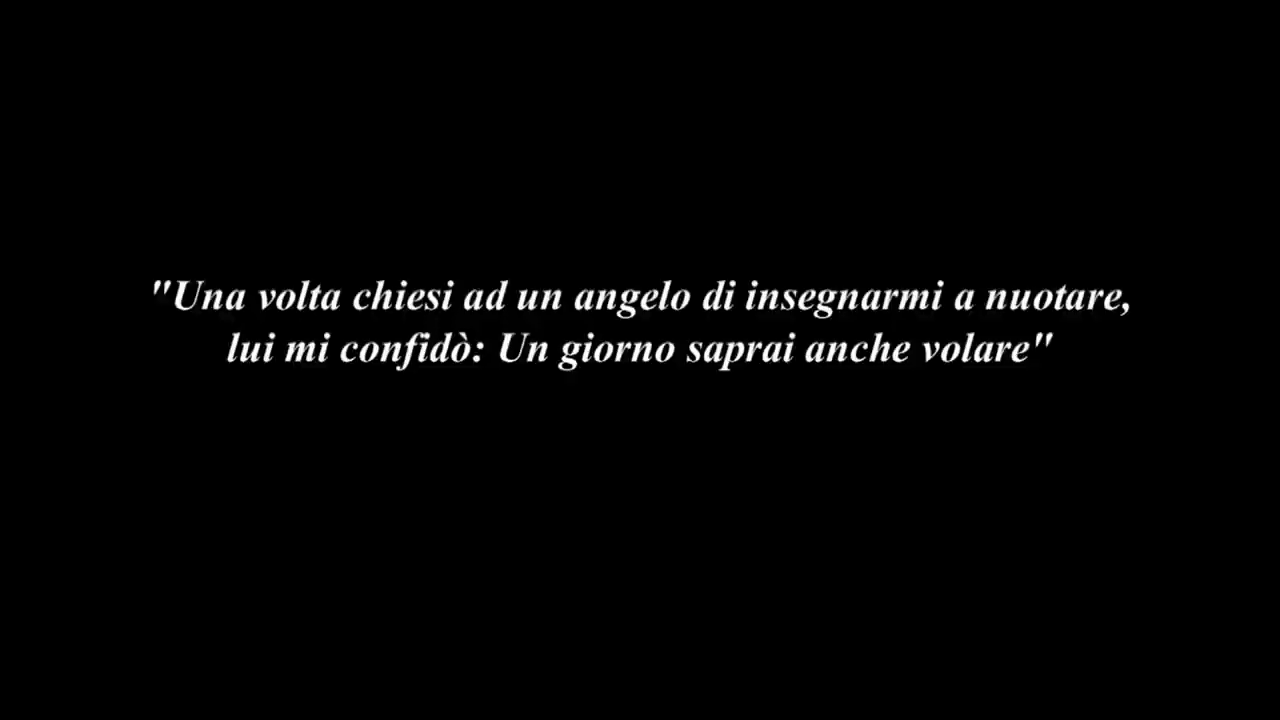 "Una volta chiesi ad un angelo di insegnarmi a nuotare,
lui mi confidò: Un giorno saprai anche volare"